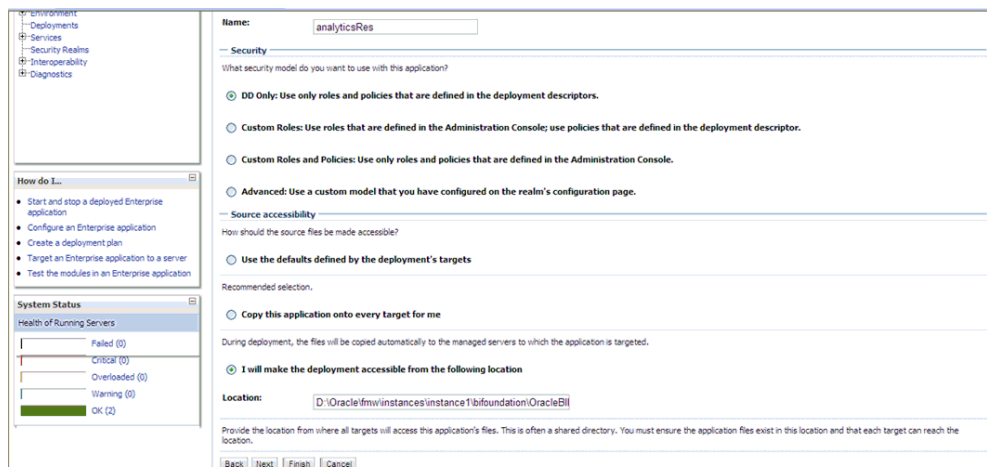 Environment
Deployments
Services
Security Realms
Interoperability
Diagnostics
How do I...
Start and stop a deployed Enterprise
application
Configure an Enterprise application
Create a deployment plan
Target an Enterprise application to a server
Test the modules in an Enterprise application
System Status
Health of Running Servers
Failed (0)
Critical (0)
Overloaded (0)
Warning (0)
OK (2)
Name: analyticsRes
Security
What security model do you want to use with this application?
DD Only: Use only roles and policies that are defined in the deployment descriptors.
Custom Roles: Use roles that are defined in the Administration Console; use policies that are defined in the deployment descriptor.
Custom Roles and Policies: Use only roles and policies that are defined in the Administration Console.
Advanced: Use a custom model that you have configured on the realm's configuration page.
Source accessibility
How should the source files be made accessible?
Use the defaults defined by the deployment's targets
Recommended selection.
Copy this application onto every target for me
During deployment, the files will be copied automatically to the managed servers to which the application is targeted.
I will make the deployment accessible from the following location
Location: D:\Oracle\fmw\instances\instance1\bifoundation\OracleBII
Provide the location from where all targets will access this application's files. This is often a shared directory. You must ensure the application files exist in this location and that each target can reach the
location.
Back Next Finish Cancel